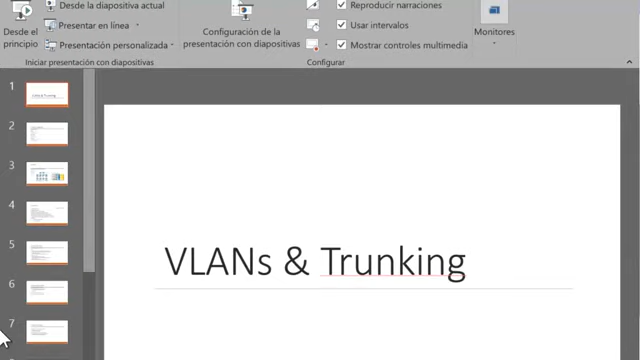 Desde la diapositiva actual
Reproducir narraciones
Presentar en línea
Usar intervalos
Desde el
principio
Presentación personalizada
Configuración de la
presentación con diapositivas
Mostrar controles multimedia
Monitores
Iniciar presentación con diapositivas
Configurar
1
2
3
4
5
6
7
VLANs & Trunking